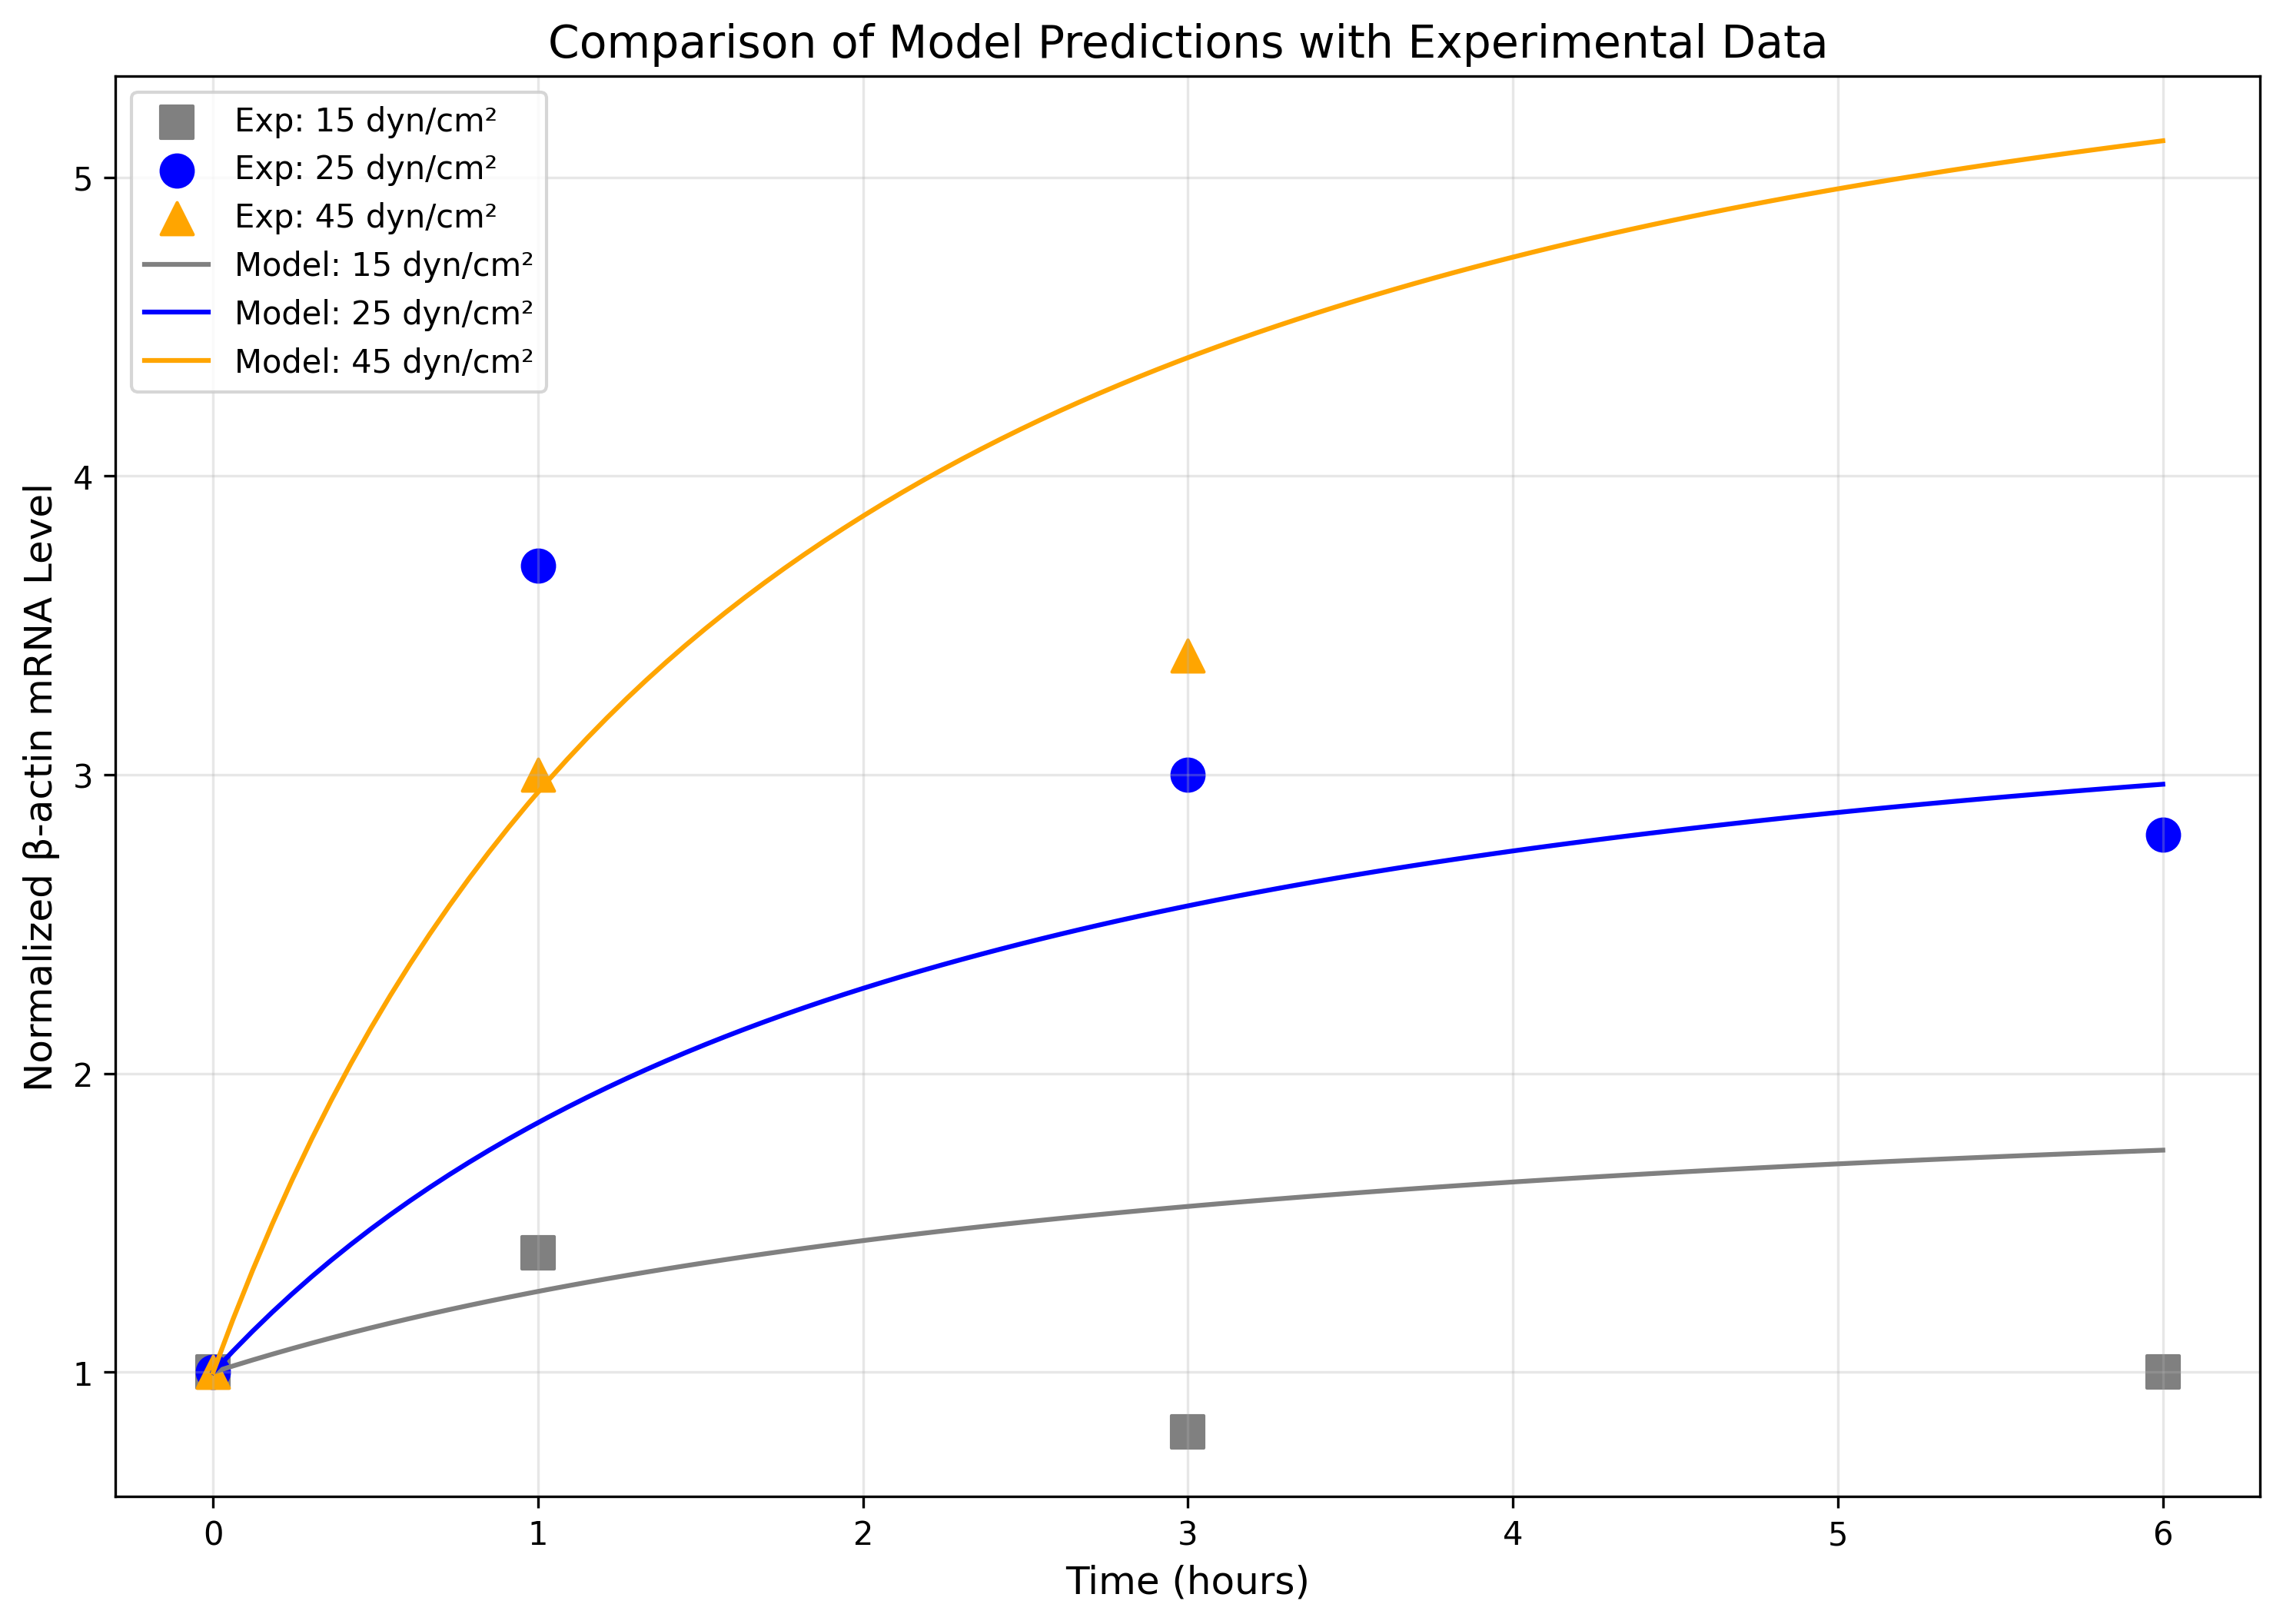 Comparison of Model Predictions with Experimental Data
Exp: 15 dyn/cm²
Exp: 25 dyn/cm²
Exp: 45 dyn/cm²
Model: 15 dyn/cm²
Model: 25 dyn/cm²
Model: 45 dyn/cm²
Normalized β-actin mRNA Level
5
4
3
2
1
0
1
2
3
4
5
6
Time (hours)